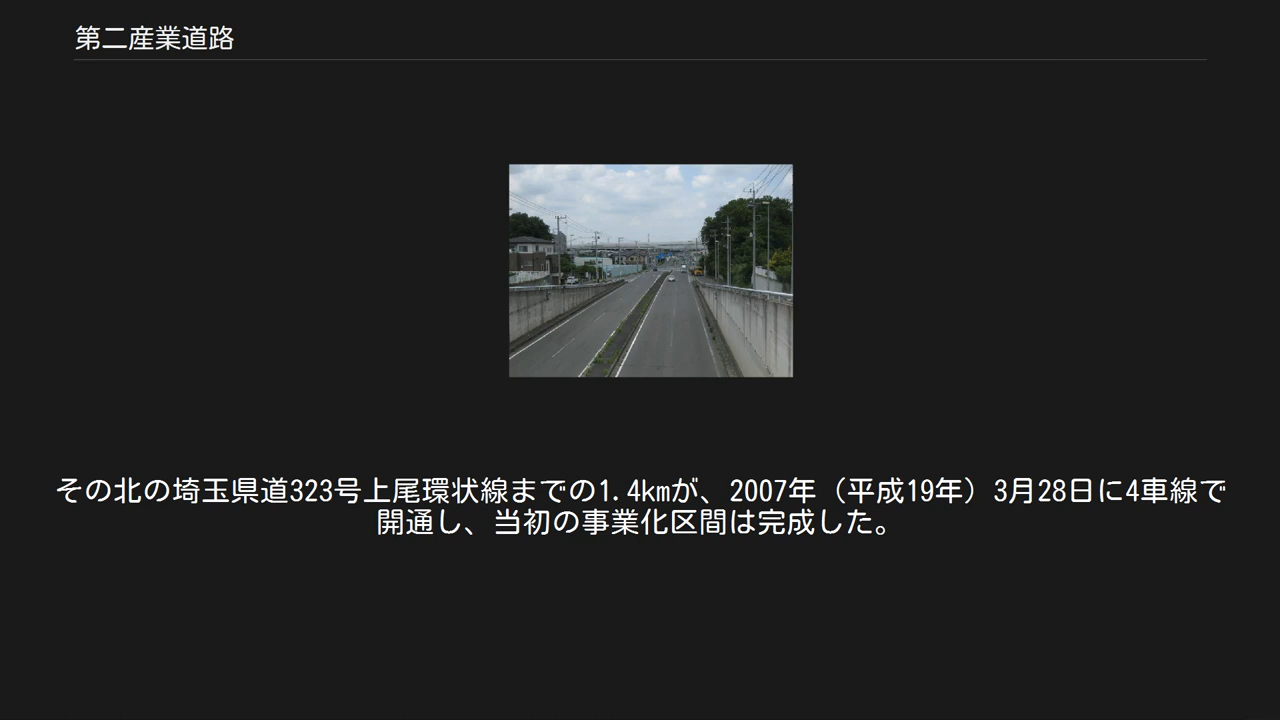 第二産業道路
その北の埼玉県道323号上尾環状線までの1.4kmが、2007年（平成19年）3月28日に4車線で
開通し、当初の事業化区間は完成した。